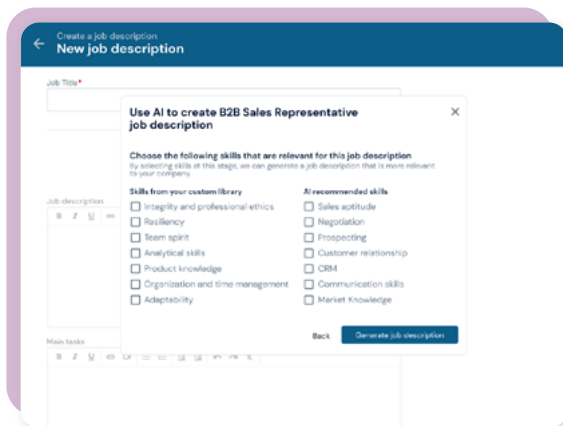 Create a job description
New job description
Job Title*
Use AI to create B2B Sales Representative
job description
Choose the following skills that are relevant for this job description
By selecting skills at this stage, we can generate a job description that is more relevant
to your company.
Skills from your custom library
Integrity and professional ethics
Resiliency
Team spirit
Analytical skills
Product knowledge
Organization and time management
Adaptability
AI recommended skills
Sales aptitude
Negotiation
Prospecting
Customer relationship
CRM
Communication skills
Market Knowledge
Back
Generate job description
Job description
B I U
Main tasks
B I U